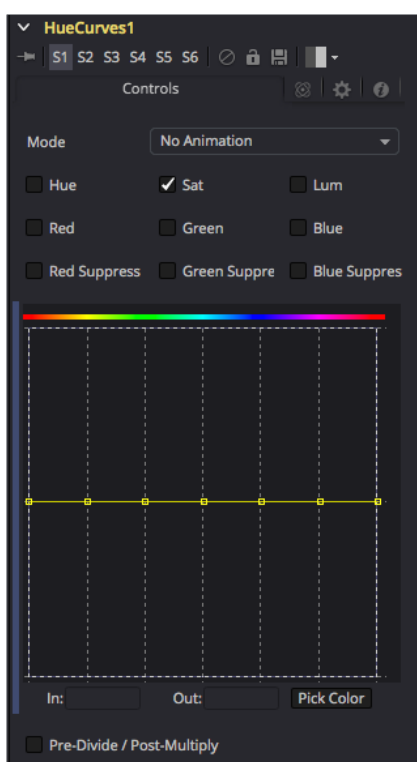 HueCurves1
S1 S2 S3 S4 S5 S6
Controls
Mode No Animation
Hue Sat Lum
Red Green Blue
Red Suppress Green Suppre Blue Suppres
In: Out: Pick Color
Pre-Divide / Post-Multiply